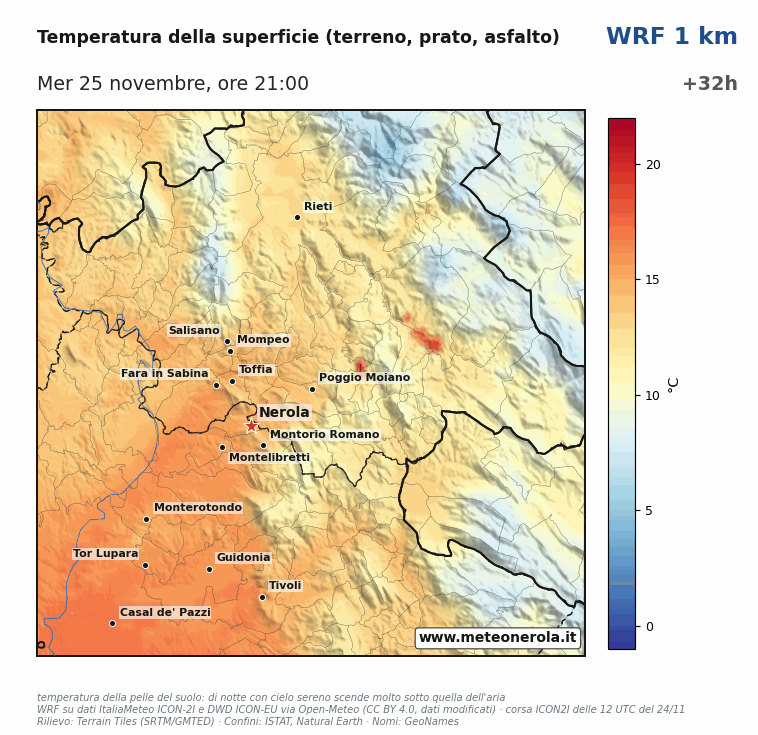 Temperatura della superficie (terreno, prato, asfalto)
WRF 1 km
Mer 25 novembre, ore 21:00
+32h
Rieti
Salisano
Mompeo
Fara in Sabina
Toffia
Poggio Moiano
Nerola
Montorio Romano
Montelibretti
Monterotondo
Tor Lupara
Guidonia
Tivoli
Casal de' Pazzi
www.meteonerola.it
20
15
10
5
0
°C
temperatura della pelle del suolo: di notte con cielo sereno scende molto sotto quella dell'aria
WRF su dati ItaliaMeteo ICON-2I e DWD ICON-EU via Open-Meteo (CC BY 4.0, dati modificati) · corsa ICON2I delle 12 UTC del 24/11
Rilievo: Terrain Tiles (SRTM/GMTED) · Confini: ISTAT, Natural Earth · Nomi: GeoNames